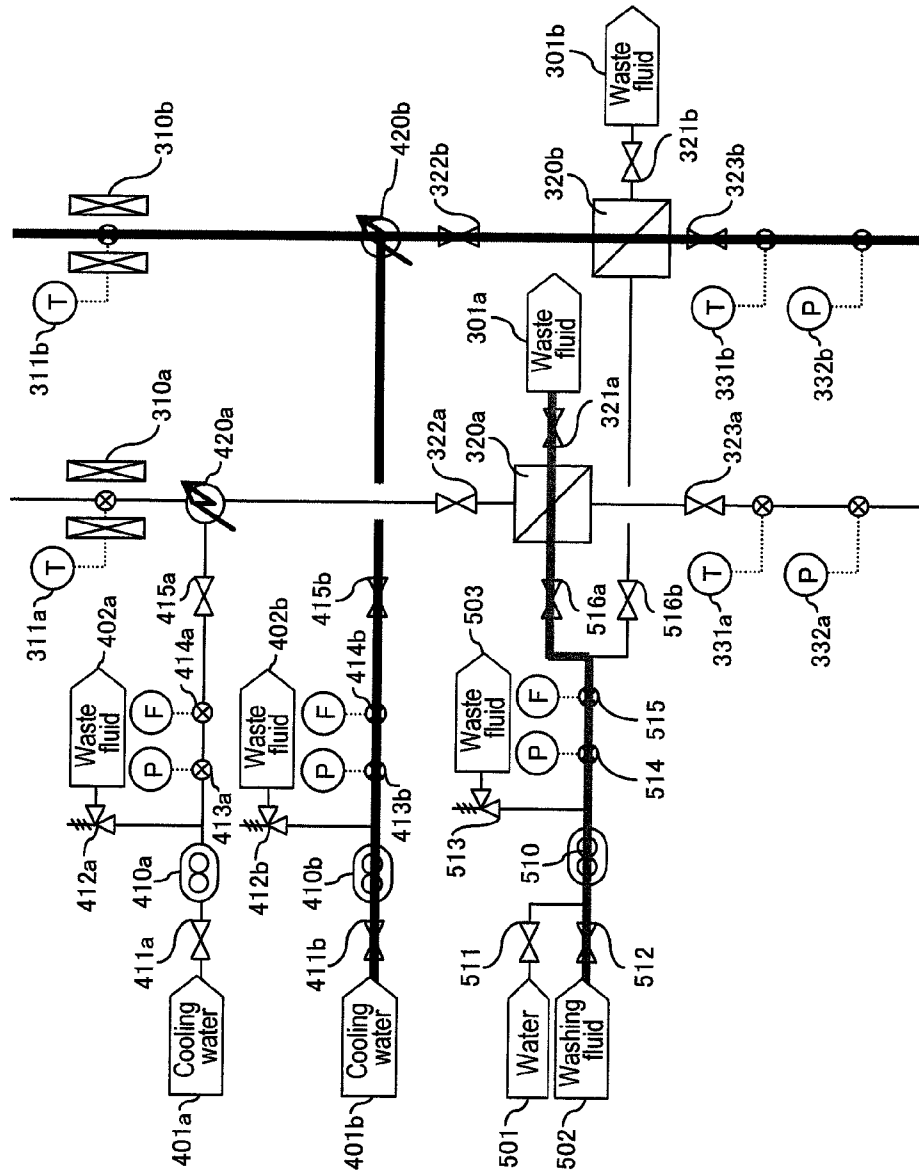 401a
Cooling
water
411a
410a
412a
Waste
fluid
402a
P
413a
F
414a
415a
420a
T
311a
310a
401b
Cooling
water
411b
410b
412b
Waste
fluid
402b
P
413b
F
414b
415b
420b
T
311b
310b
501
Water
511
502
Washing
fluid
512
510
513
Waste
fluid
503
P
514
F
515
516a
516b
322a
320a
321a
Waste
fluid
301a
323a
T
331a
P
332a
322b
320b
321b
Waste
fluid
301b
323b
T
331b
P
332b